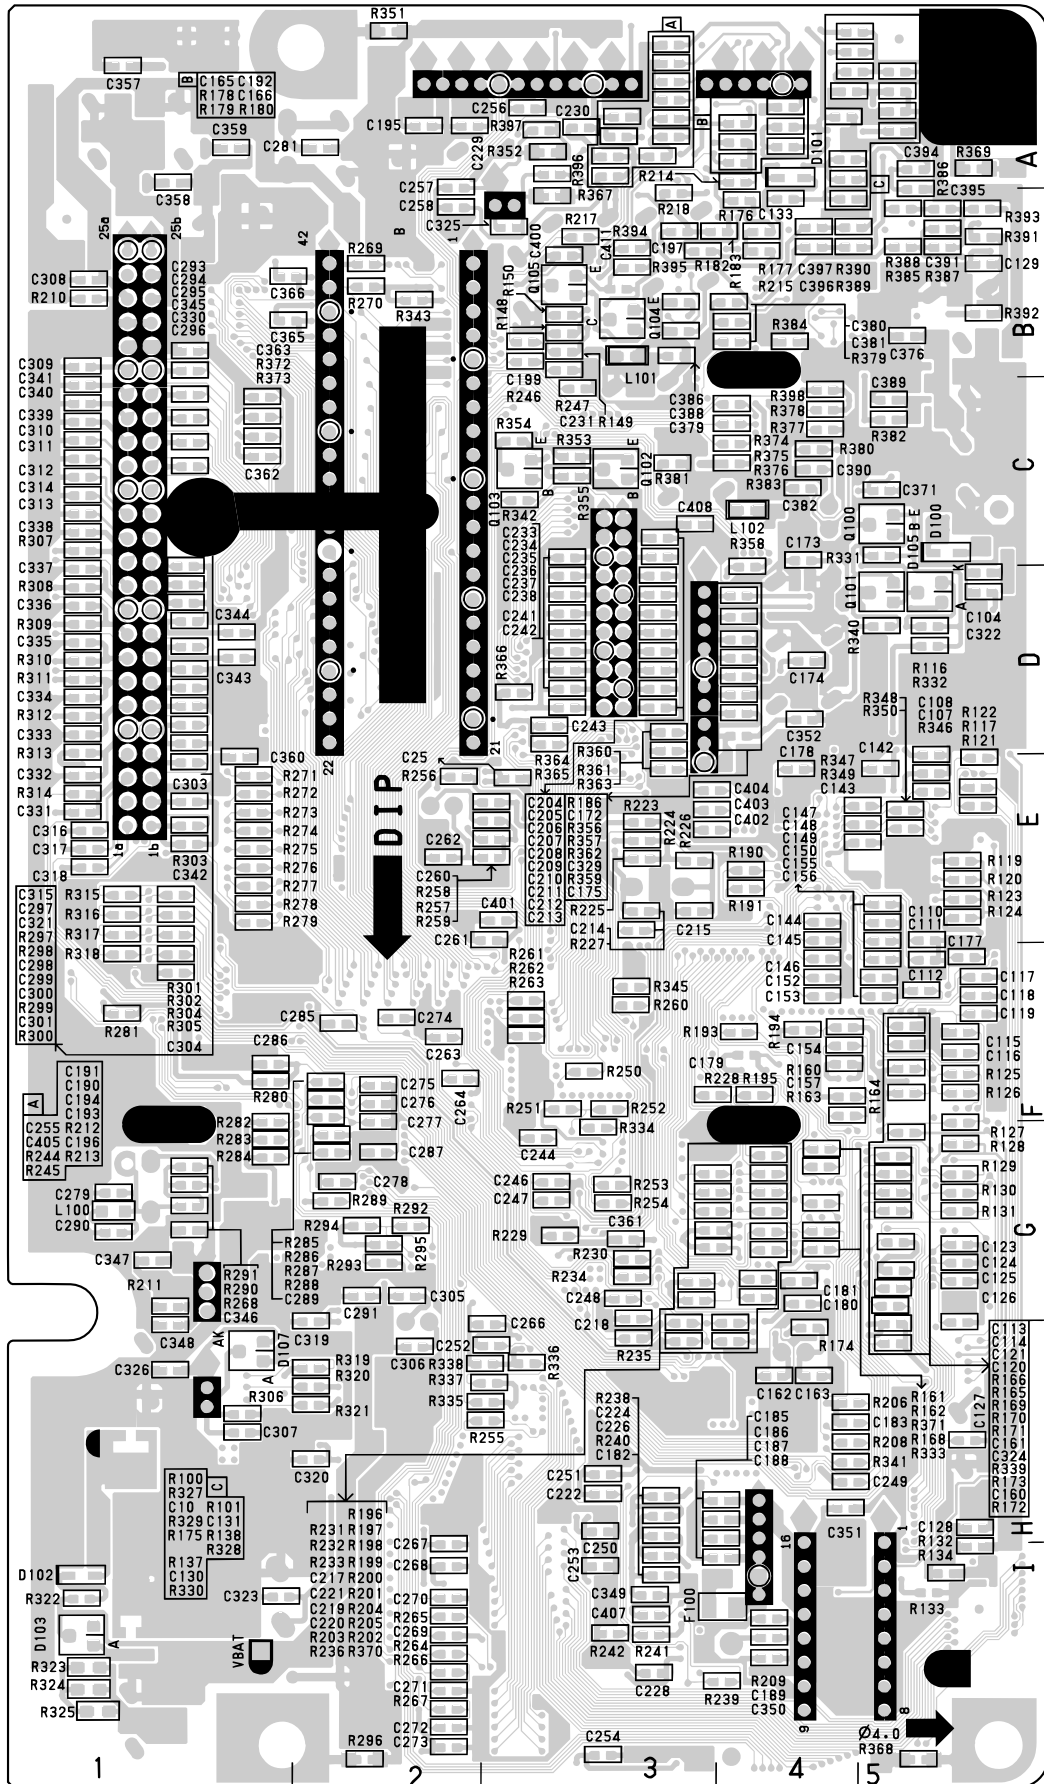 R351
A
C357
B
C165 C192
R178 C166
R179 R180
C359
C281
C195
C256
C230
R397
C229
R352
R396
R367
B
D101
C394
R369
R386
C395
A
C
C358
25a
25b
42
B
C257
C258
C325
1
R214
R218
R176
C133
R217
R394
C411
C400
Q105
E
R150
R148
C197
R395
R182
R183
R177
R215
C397 R390
C396 R389
R388
R385
C391
R387
R393
R391
C129
R392
C308
R210
C293
C294
C295
C345
C330
C296
C366
C365
R269
R270
R343
C363
R372
R373
C
Q104
E
R384
C380
C381
R379
C376
B
C309
C341
C340
C339
C310
C311
C312
C314
C313
C338
R307
C337
R308
C336
R309
C335
R310
R311
C334
R312
C333
R313
C332
R314
C331
C316
C317
C318
C362
C199
R246
L101
R247
C231
R149
C386
C388
C379
R398
R378
R377
C389
R382
R354
E
R353
Q102
E
R374
R375
R376
R383
R380
C390
R381
C
Q103
B
R342
R355
B
C408
L102
R358
C382
C371
Q100
B E
D105
D100
C233
C234
C235
C236
C237
C238
C241
C242
C173
R331
K
Q101
A
C104
C322
R340
C344
C343
R366
C174
R116
R332
D
R348
R350
C108
C107
R346
R122
R117
R121
C352
C243
22
21
C360
C25
R256
R364
R365
R360
R361
R363
C178
R347
R349
C143
C142
DIP
R271
R272
R273
R274
R275
R276
R277
R278
R279
C303
R303
C342
1a
1b
C262
C260
R258
R257
R259
C261
C401
C204 R186
C205 C172
C206 R356
C207 R357
C208 R362
C209 C329
C210 R359
C211 C175
C212
C213
R223
R224
R226
C404
C403
C402
C147
C148
C149
C150
C155
C156
E
R190
R191
R119
R120
R123
R124
R225
C214
R227
C215
C144
C145
C146
C152
C153
C110
C111
C177
C112
C117
C118
C119
C315
C297
C321
R297
R298
C298
C299
C300
R299
C301
R300
R315
R316
R317
R318
R281
R301
R302
R304
R305
C304
R261
R262
R263
R345
R260
C285
C274
C263
C286
R193
R194
C154
C115
C116
R125
R126
C191
C190
C194
A
C193
C255 R212
C405 C196
R244 R213
R245
R280
R282
R283
R284
C275
C276
C277
C287
C264
R250
R251
R252
R334
C244
C179
R228
R195
R160
C157
R163
R164
F
R127
R128
R129
R130
R131
C279
L100
C290
C278
R289
C246
C247
R253
R254
R294
R292
R295
R293
R229
C361
R230
R234
C248
G
C123
C124
C125
C126
C347
R211
R291
R290
R268
C346
R285
R286
R287
R288
C289
C291
C305
C348
C319
C266
C218
R235
C181
C180
R174
AK
D107
A
C326
C306
C252
R338
R337
R336
R335
R255
R319
R320
R321
R306
C307
C162
C163
R238
C224
C226
R240
C182
C185
C186
C187
C188
R206
C183
R208
R341
C249
R161
R162
R371
R168
R333
C127
C113
C114
C121
C120
R166
R165
R169
R170
R171
C161
C324
R339
R173
C160
R172
C320
C251
C222
R100
R327
C
C10
R101
R329
C131
R175
R138
R328
R137
C130
R330
R196
R231 R197
R232 R198
R233 R199
C217 R200
C221 R201
C219 R204
C220 R205
R203 R202
R236 R370
C267
C268
C270
R265
C269
R264
R266
C271
R267
C272
C273
C250
C253
C351
16
1
C128
R132
R134
H
I
D102
R322
D103
A
C323
C349
C407
F100
R133
VBAT
R323
R324
R325
R242
R241
C228
R239
R209
C189
C350
9
8
Ø4.0
R368
R296
C254
1
2
3
4
5